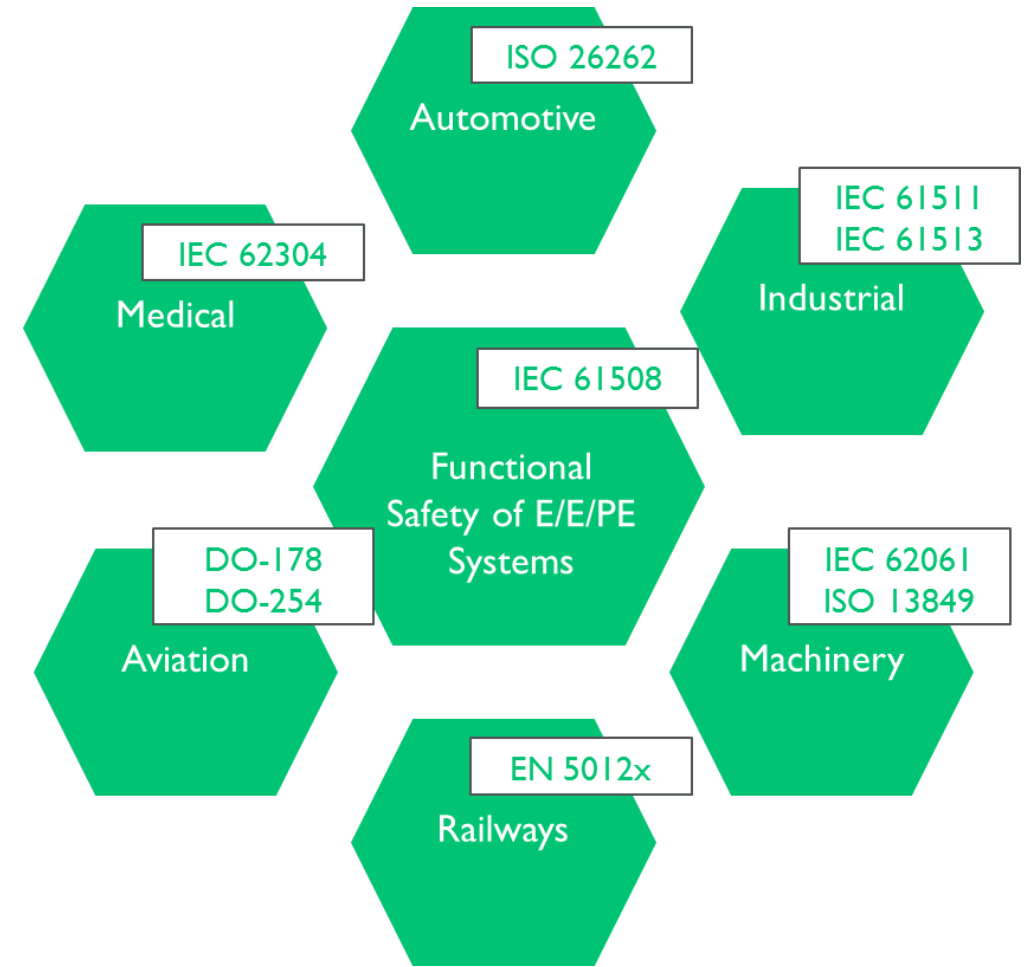 ISO 26262
Automotive
IEC 61511
IEC 61513
Industrial
IEC 62304
Medical
IEC 61508
Functional
Safety of E/E/PE
Systems
DO-178
DO-254
Aviation
IEC 62061
ISO 13849
Machinery
EN 5012x
Railways